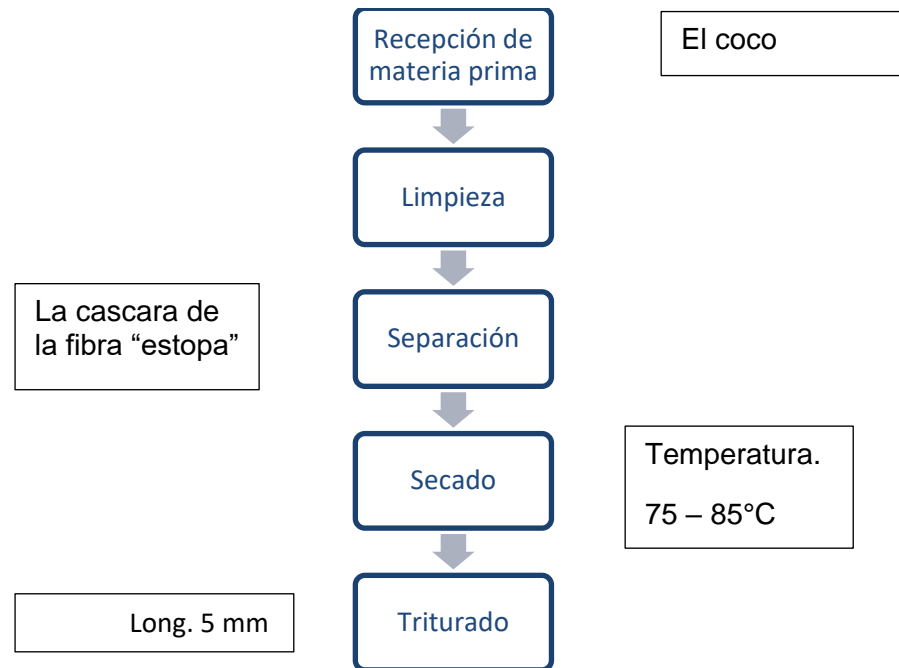 Recepción de
materia prima
El coco
Limpieza
La cascara de
la fibra “estopa”
Separación
Secado
Temperatura.
75 – 85°C
Long. 5 mm
Triturado